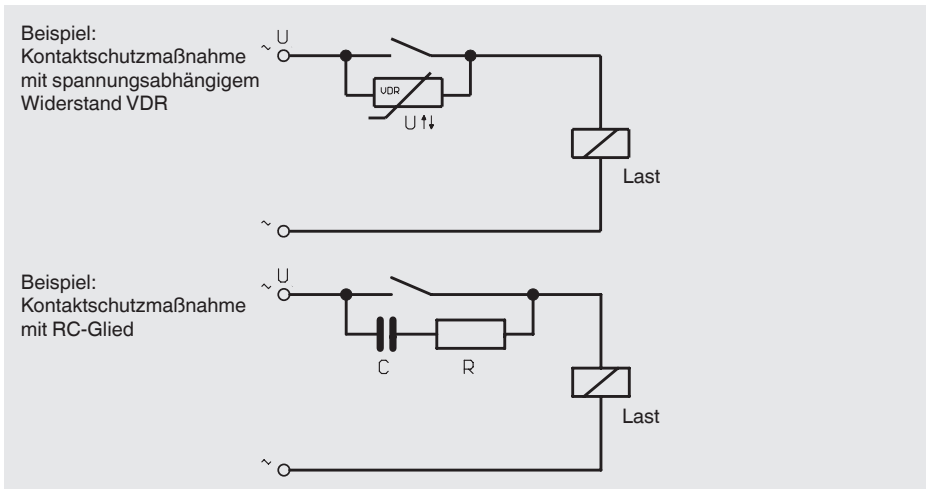 Beispiel:
Kontaktschutzmaßnahme
mit spannungsabhängigem
Widerstand VDR
~ U
VDR
U ↑↓
Last
~
Beispiel:
Kontaktschutzmaßnahme
mit RC-Glied
~ U
C R
Last
~